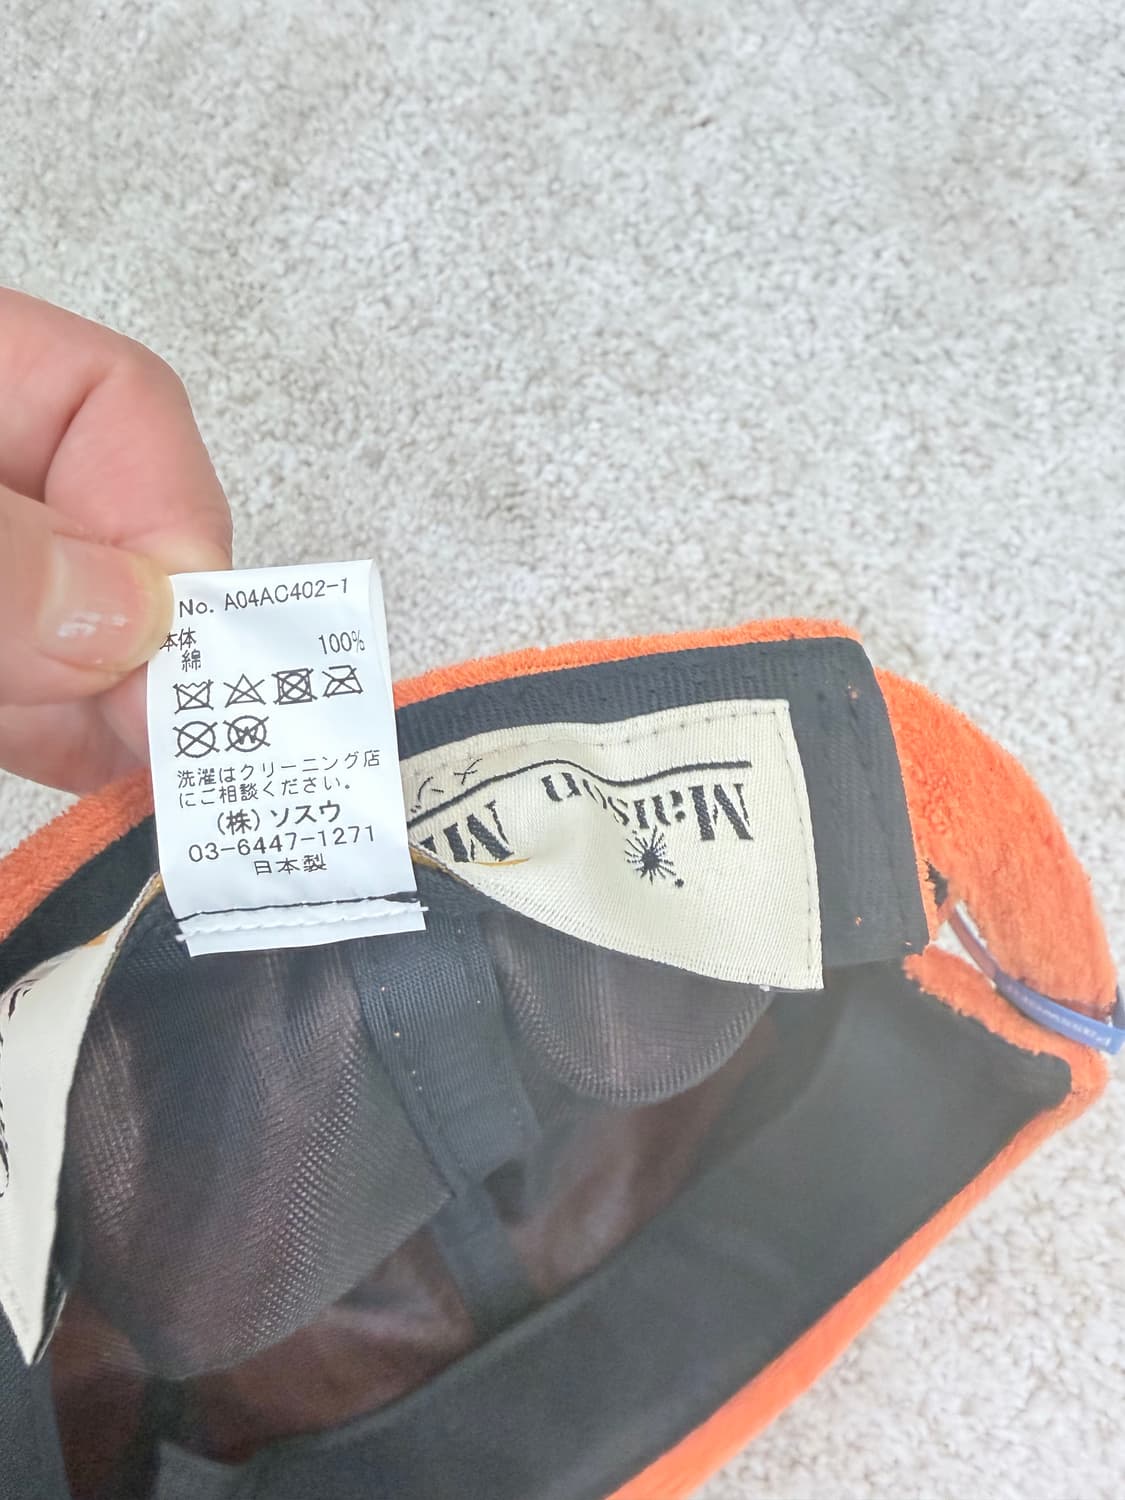 No. A04AC402-1
本体 100%
綿
W
洗濯はクリーニング店
にご相談ください。
(株)ソスウ
03-6447-1271
日本製
Maison